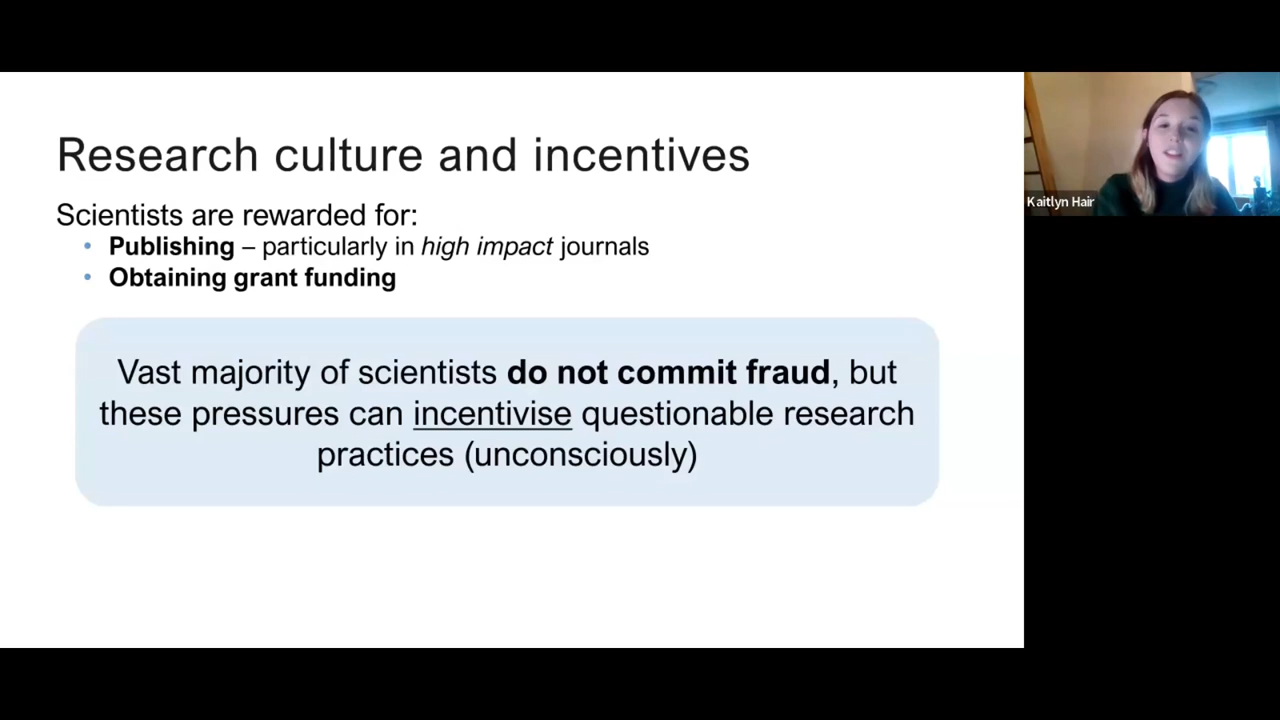 Research culture and incentives
Scientists are rewarded for:
• Publishing – particularly in high impact journals
• Obtaining grant funding
Vast majority of scientists do not commit fraud, but
these pressures can incentivise questionable research
practices (unconsciously)
Kaitlyn Hair